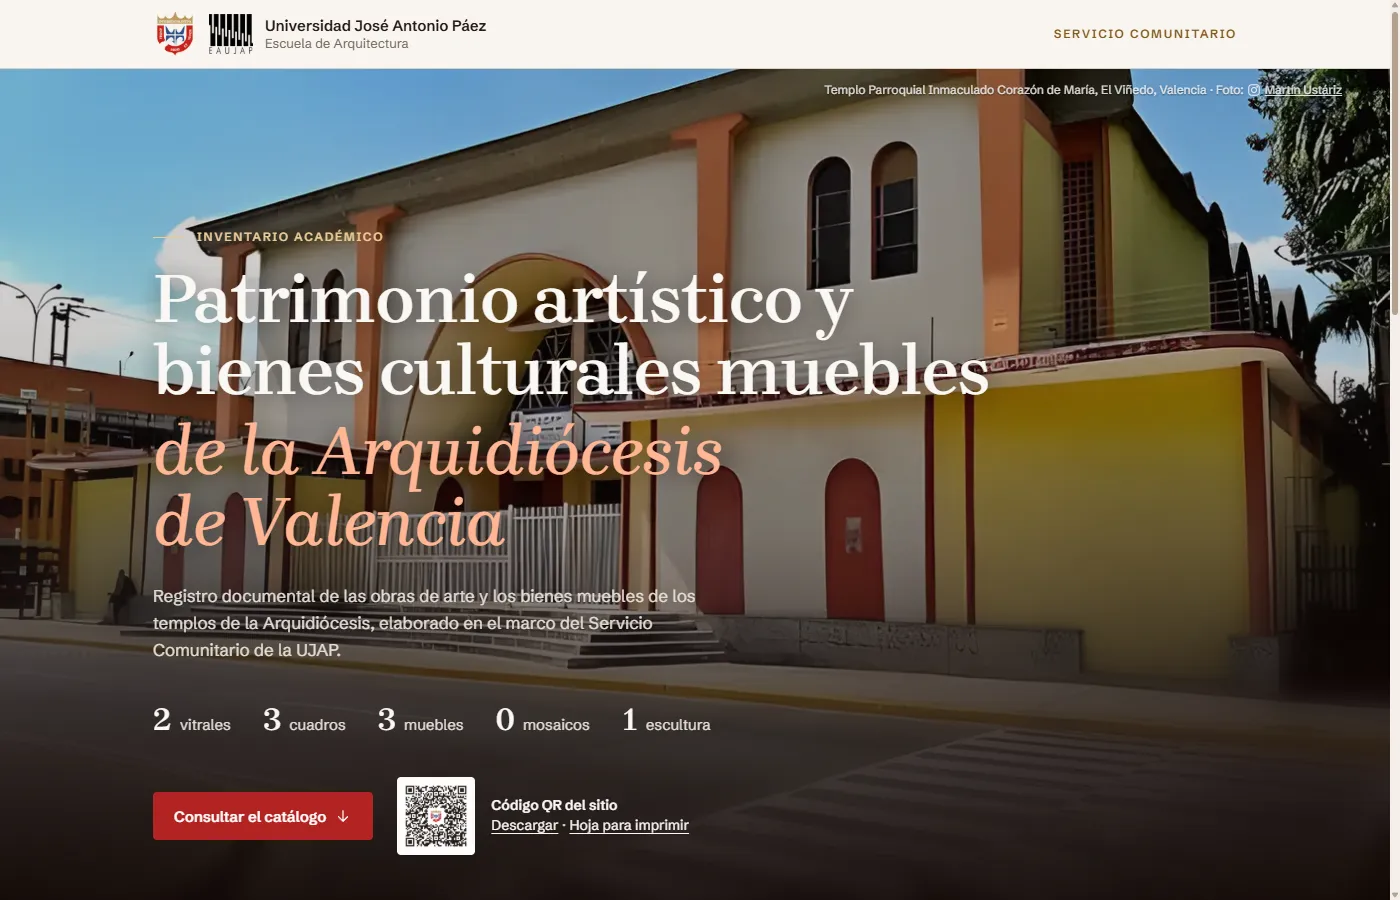 EAUJAP
Universidad José Antonio Páez
Escuela de Arquitectura
SERVICIO COMUNITARIO
Templo Parroquial Inmaculado Corazón de María, El Viñedo, Valencia · Foto: Martín Ustáriz
INVENTARIO ACADÉMICO
Patrimonio artístico y
bienes culturales muebles
de la Arquidiócesis
de Valencia
Registro documental de las obras de arte y los bienes muebles de los
templos de la Arquidiócesis, elaborado en el marco del Servicio
Comunitario de la UJAP.
2 vitrales 3 cuadros 3 muebles 0 mosaicos 1 escultura
Consultar el catálogo ↓
Código QR del sitio
Descargar · Hoja para imprimir